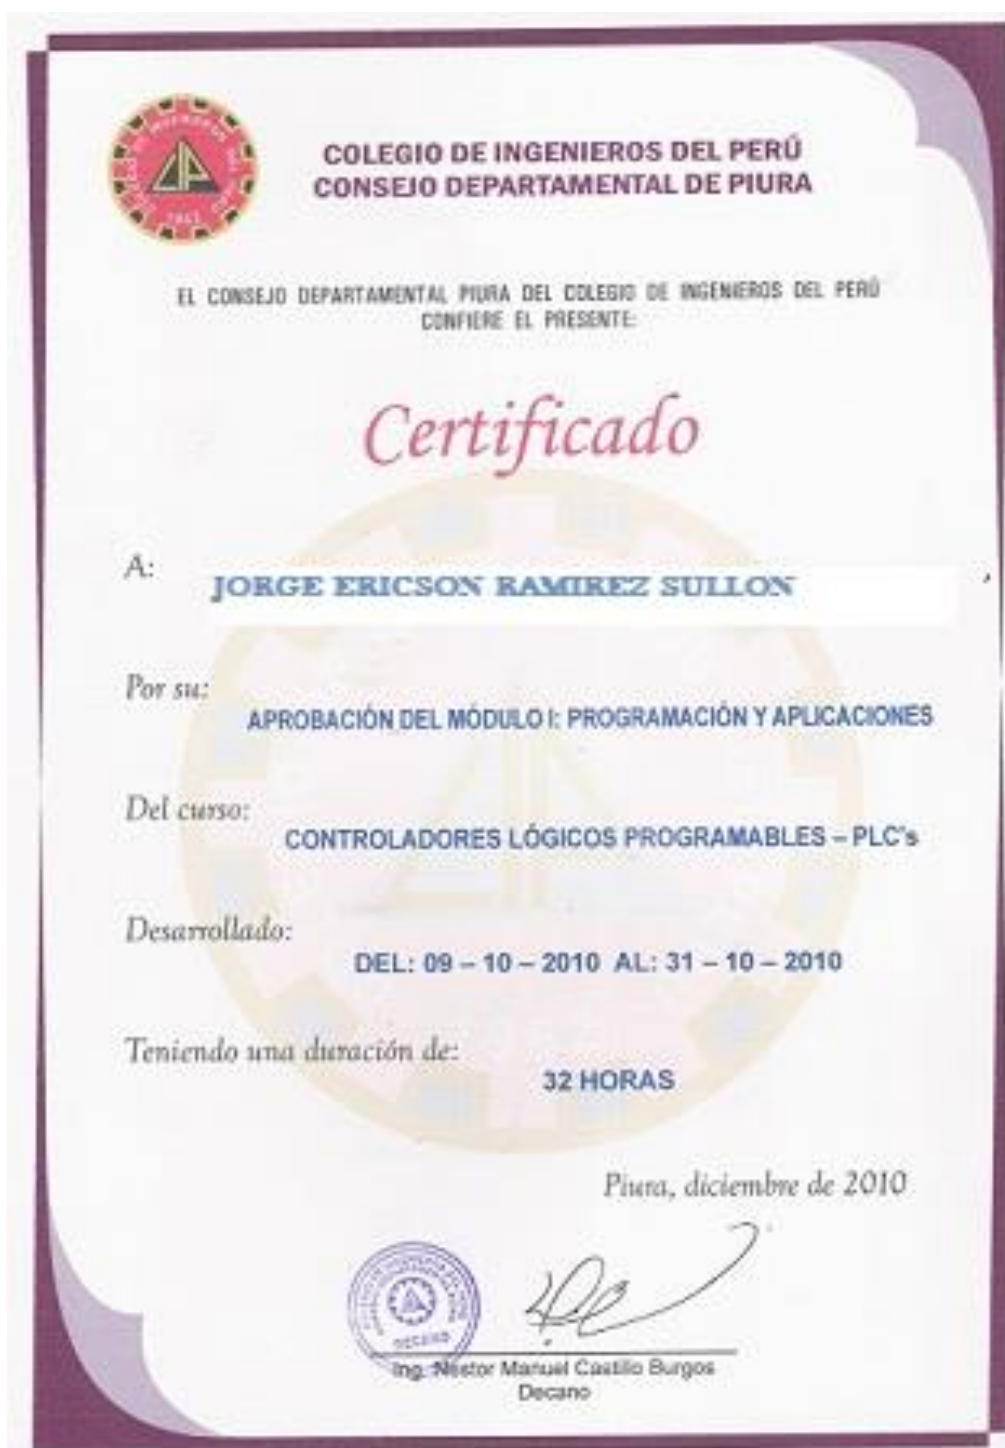 COLEGIO DE INGENIEROS DEL PERÚ
CONSEJO DEPARTAMENTAL DE PIURA
EL CONSEJO DEPARTAMENTAL PIURA DEL COLEGIO DE INGENIEROS DEL PERÚ
CONFIERE EL PRESENTE:
Certificado
A:
JORGE ERICSON RAMIREZ SULLON
Por su:
APROBACIÓN DEL MÓDULO I: PROGRAMACIÓN Y APLICACIONES
Del curso:
CONTROLADORES LÓGICOS PROGRAMABLES – PLC's
Desarrollado:
DEL: 09 – 10 – 2010 AL: 31 – 10 – 2010
Teniendo una duración de:
32 HORAS
Piura, diciembre de 2010
DECANO
Ing. Nestor Manuel Castillo Burgos
Decano